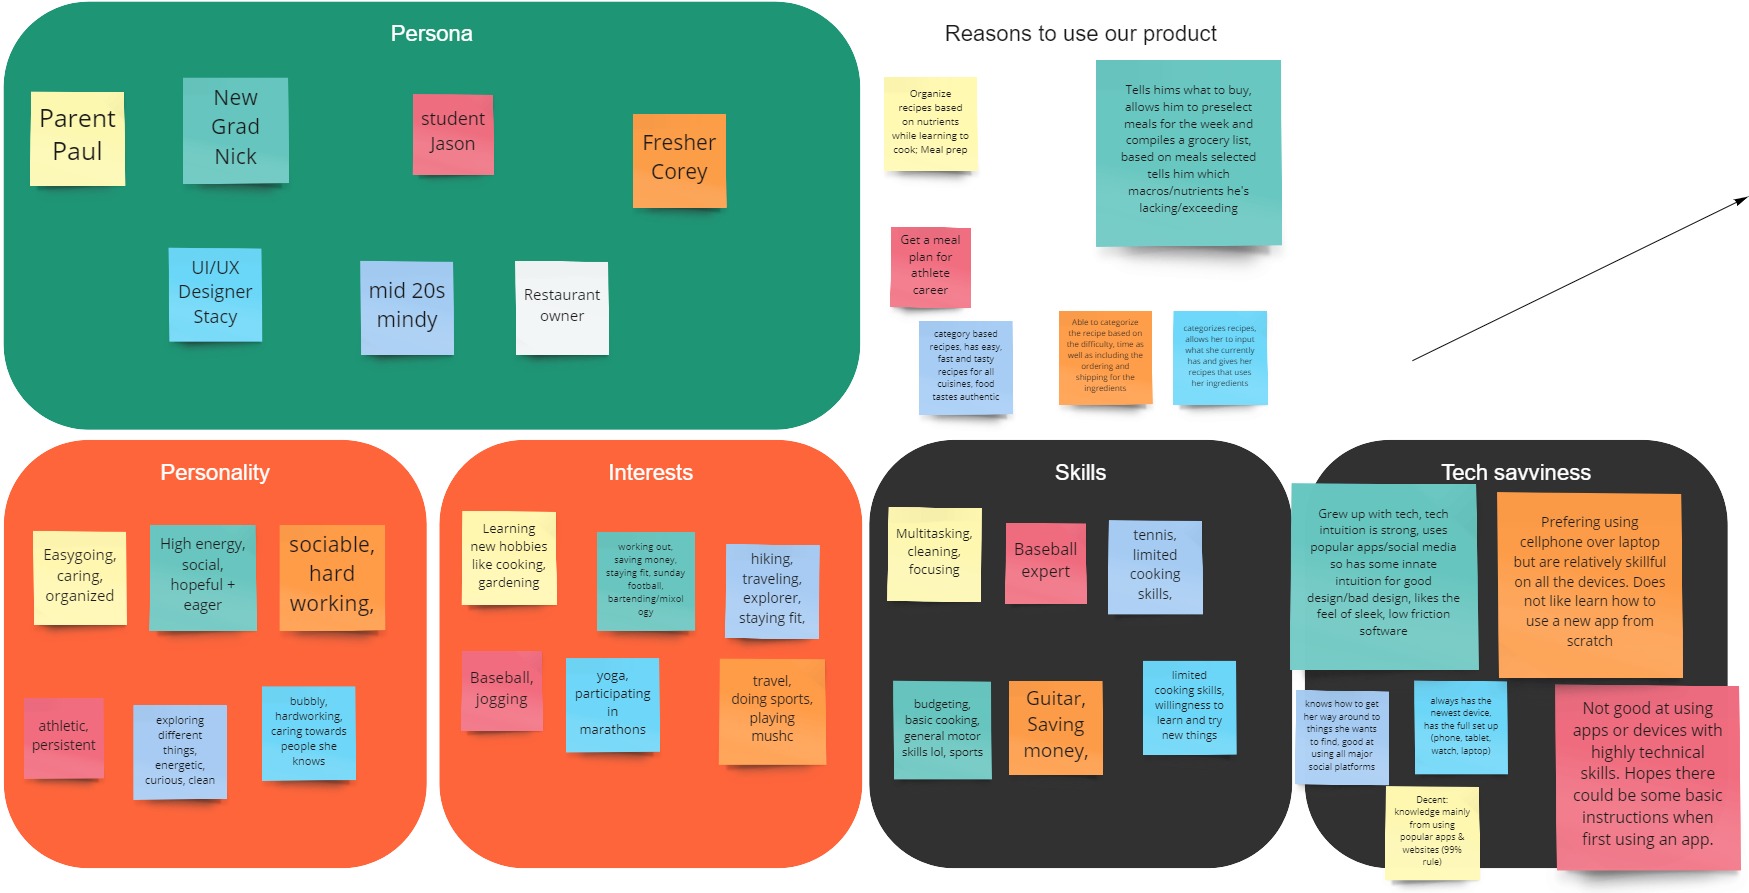 Persona
Parent
Paul
New
Grad
Nick
student
Jason
Fresher
Corey
UI/UX
Designer
Stacy
mid 20s
mindy
Restaurant
owner
Reasons to use our product
Organize
recipes based
on nutrients
while learning to
cook; Meal prep
Tells hims what to buy,
allows him to preselect
meals for the week and
compiles a grocery list,
based on meals selected
tells him which
macros/nutrients he's
lacking/exceeding
Get a meal
plan for
athlete
career
category based
recipes, has easy,
fast and tasty
recipes for all
cuisines, food
tastes authentic
Able to categorize
the recipe based on
the difficulty, time as
well as including the
ordering and
shipping for the
ingredients
categorizes recipes,
allows her to input
what she currently
has and gives her
recipes that uses
her ingredients
Personality
Easygoing,
caring,
organized
High energy,
social,
hopeful +
eager
sociable,
hard
working,
athletic,
persistent
exploring
different
things,
energetic,
curious, clean
bubbly,
hardworking,
caring towards
people she
knows
Interests
Learning
new hobbies
like cooking,
gardening
working out,
saving money,
staying fit, sunday
football,
bartending/mixol
ogy
hiking,
traveling,
explorer,
staying fit,
Baseball,
jogging
yoga,
participating
in
marathons
travel,
doing sports,
playing
mushc
Skills
Multitasking,
cleaning,
focusing
Baseball
expert
tennis,
limited
cooking
skills,
budgeting,
basic cooking,
general motor
skills lol, sports
Guitar,
Saving
money,
limited
cooking skills,
willingness to
learn and try
new things
Tech savviness
Grew up with tech, tech
intuition is strong, uses
popular apps/social media
so has some innate
intuition for good
design/bad design, likes the
feel of sleek, low friction
software
Prefering using
cellphone over laptop
but are relatively skillful
on all the devices. Does
not like learn how to
use a new app from
scratch
knows how to get
her way around to
things she wants
to find, good at
using all major
social platforms
always has the
newest device,
has the full set up
(phone, tablet,
watch, laptop)
Decent:
knowledge mainly
from using
popular apps &
websites (99%
rule)
Not good at using
apps or devices with
highly technical
skills. Hopes there
could be some basic
instructions when
first using an app.